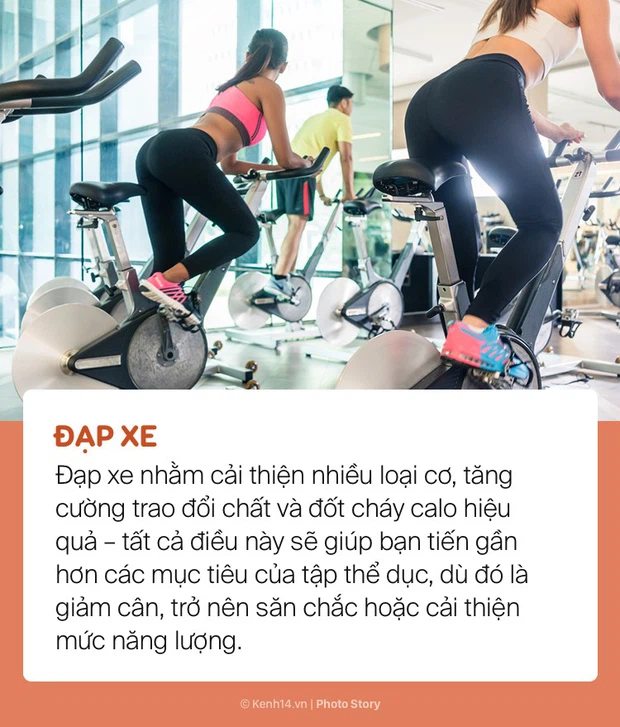 ĐẠP XE
Đạp xe nhằm cải thiện nhiều loại cơ, tăng
cường trao đổi chất và đốt cháy calo hiệu
quả – tất cả điều này sẽ giúp bạn tiến gần
hơn các mục tiêu của tập thể dục, dù đó là
giảm cân, trở nên săn chắc hoặc cải thiện
mức năng lượng.
© Kenh14.vn | Photo Story